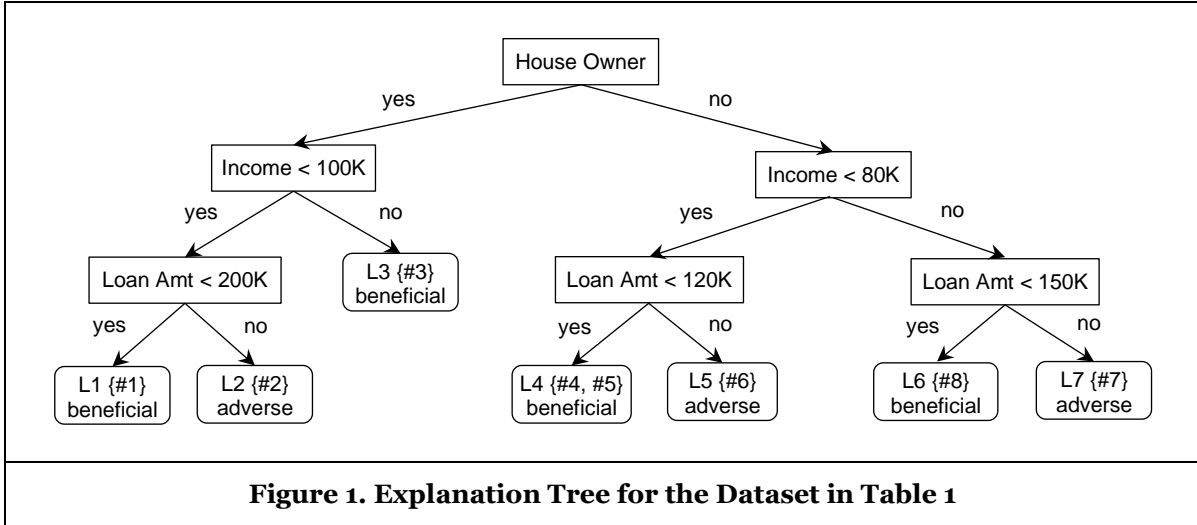 House Owner
yes
no
Income < 100K
Income < 80K
yes
no
yes
no
Loan Amt < 200K
L3 {#3}
beneficial
Loan Amt < 120K
Loan Amt < 150K
yes
no
yes
no
yes
no
L1 {#1}
beneficial
L2 {#2}
adverse
L4 {#4, #5}
beneficial
L5 {#6}
adverse
L6 {#8}
beneficial
L7 {#7}
adverse
Figure 1. Explanation Tree for the Dataset in Table 1